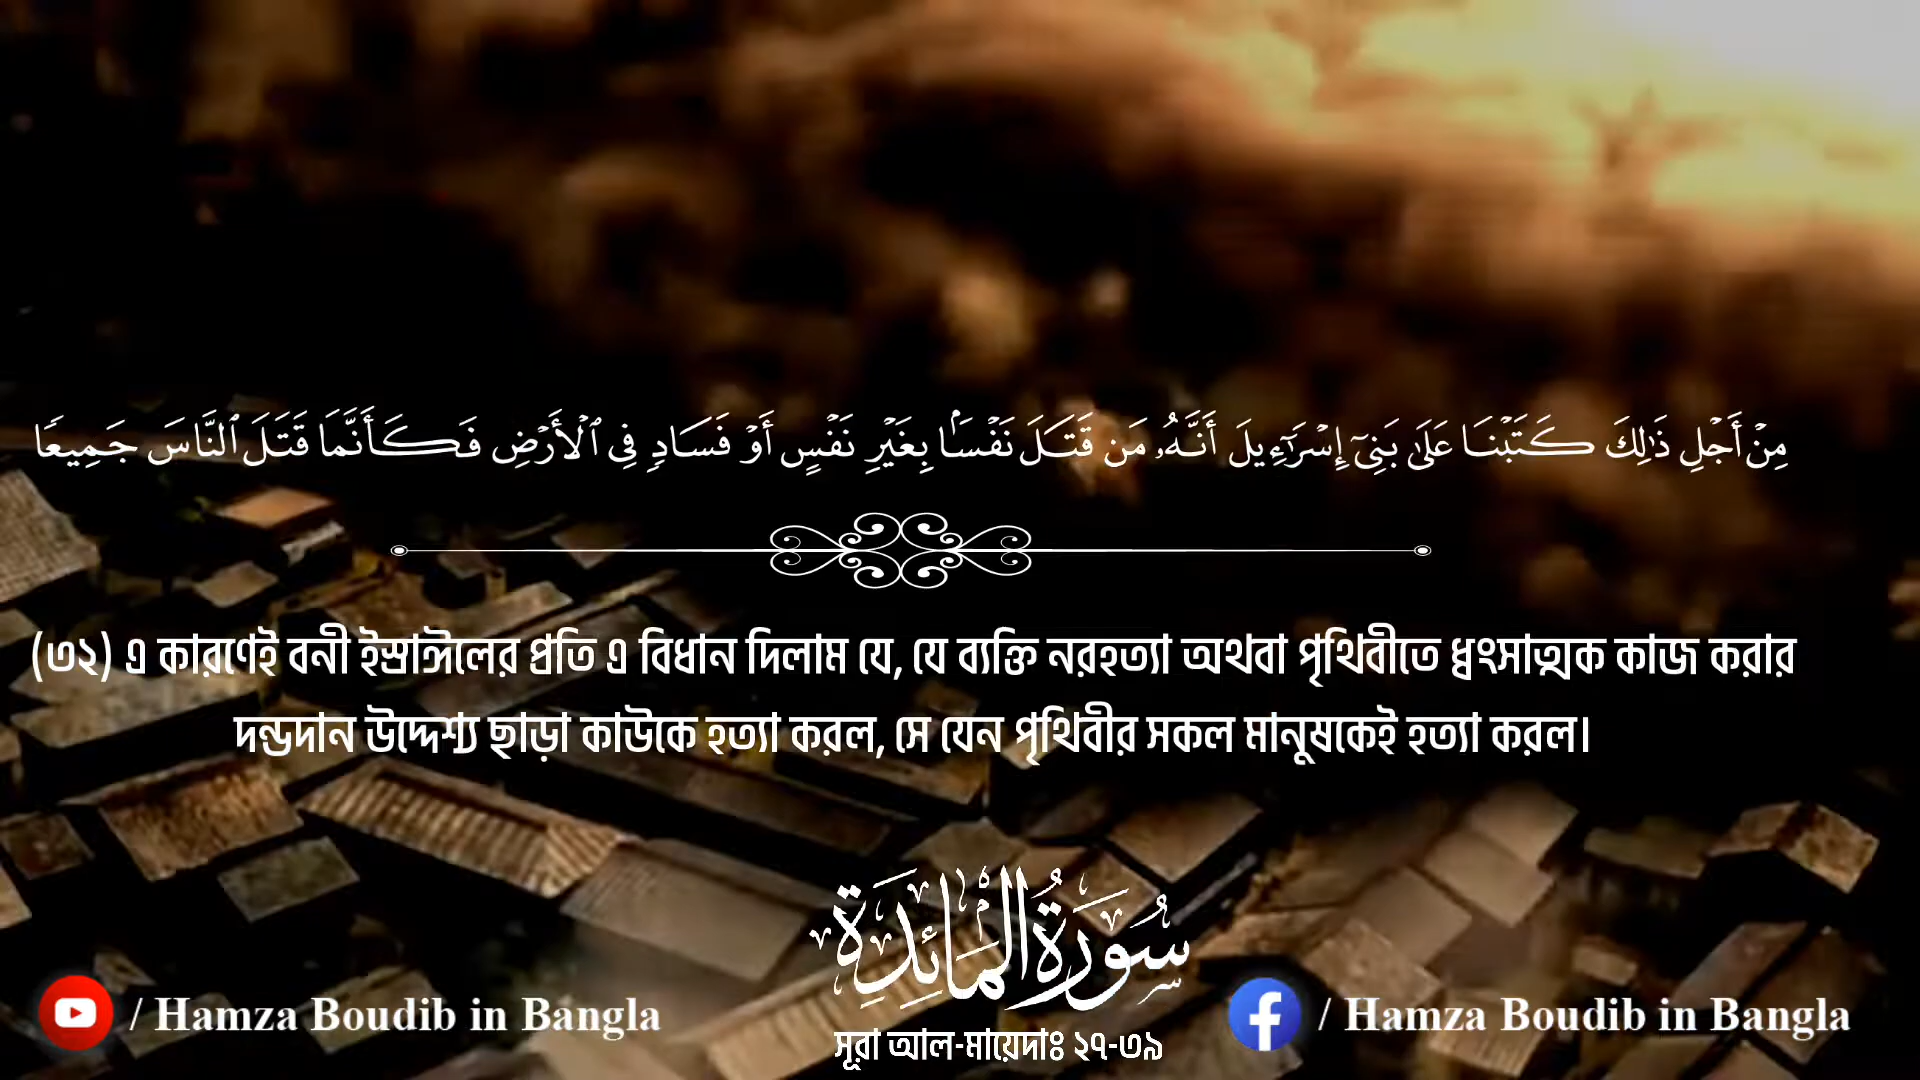 مِنْ أَجْلِ ذَٰلِكَ كَتَبْنَا عَلَىٰ بَنِىٓ إِسْرَٰٓءِيلَ أَنَّهُۥ مَن قَتَلَ نَفْسًۢا بِغَيْرِ نَفْسٍ أَوْ فَسَادٍ فِى ٱلْأَرْضِ فَكَأَنَّمَا قَتَلَ ٱلنَّاسَ جَمِيعًا
(৩২) এ কারণেই বনী ইস্রাঈলের প্রতি এ বিধান দিলাম যে, যে ব্যক্তি নরহত্যা অথবা পৃথিবীতে ধ্বংসাত্মক কাজ করার
দন্ডদান উদ্দেশ্য ছাড়া কাউকে হত্যা করল, সে যেন পৃথিবীর সকল মানুষকেই হত্যা করল।
سُورَةُ الْمَائِدَةِ
/ Hamza Boudib in Bangla
সূরা আল-মায়েদাঃ ২৭-৩৯
/ Hamza Boudib in Bangla